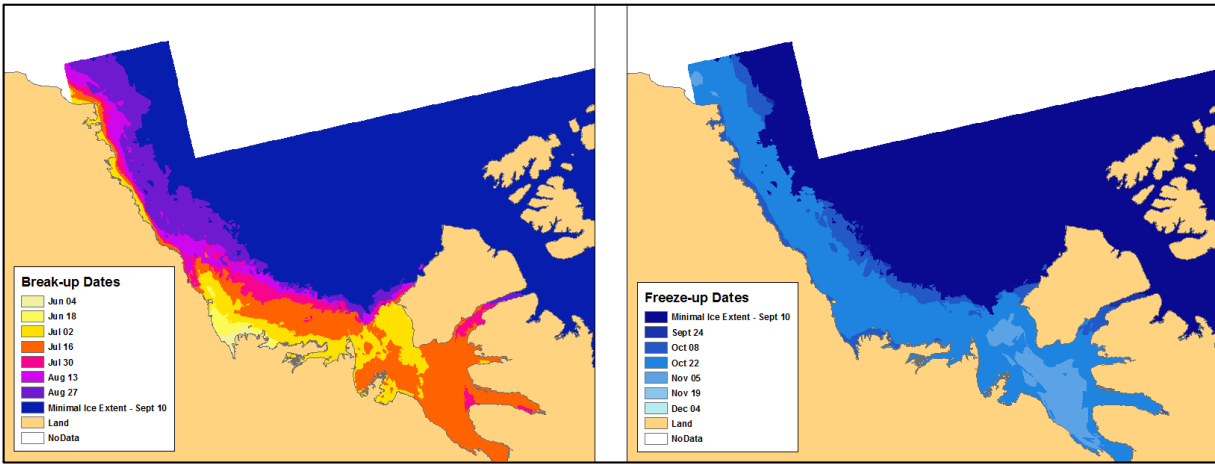 Break-up Dates
Jun 04
Jun 18
Jul 02
Jul 16
Jul 30
Aug 13
Aug 27
Minimal Ice Extent - Sept 10
Land
NoData
Freeze-up Dates
Minimal Ice Extent - Sept 10
Sept 24
Oct 08
Oct 22
Nov 05
Nov 19
Dec 04
Land
NoData